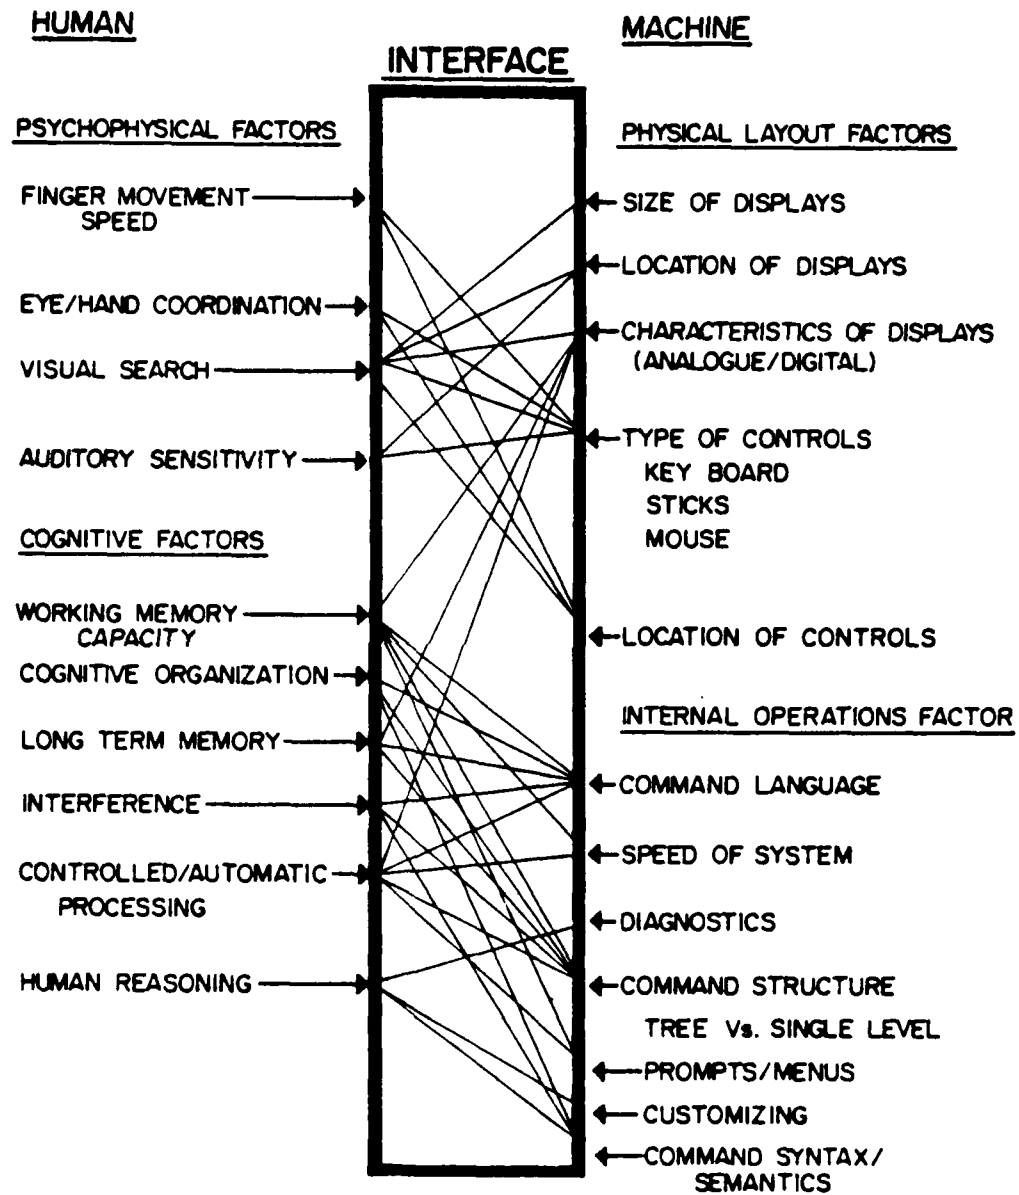 HUMAN
PSYCHOPHYSICAL FACTORS
FINGER MOVEMENT
SPEED
EYE/HAND COORDINATION
VISUAL SEARCH
AUDITORY SENSITIVITY
COGNITIVE FACTORS
WORKING MEMORY
CAPACITY
COGNITIVE ORGANIZATION
LONG TERM MEMORY
INTERFERENCE
CONTROLLED/AUTOMATIC
PROCESSING
HUMAN REASONING
INTERFACE
MACHINE
PHYSICAL LAYOUT FACTORS
SIZE OF DISPLAYS
LOCATION OF DISPLAYS
CHARACTERISTICS OF DISPLAYS
(ANALOGUE/DIGITAL)
TYPE OF CONTROLS
KEY BOARD
STICKS
MOUSE
LOCATION OF CONTROLS
INTERNAL OPERATIONS FACTOR
COMMAND LANGUAGE
SPEED OF SYSTEM
DIAGNOSTICS
COMMAND STRUCTURE
TREE Vs. SINGLE LEVEL
PROMPTS/MENUS
CUSTOMIZING
COMMAND SYNTAX/
SEMANTICS